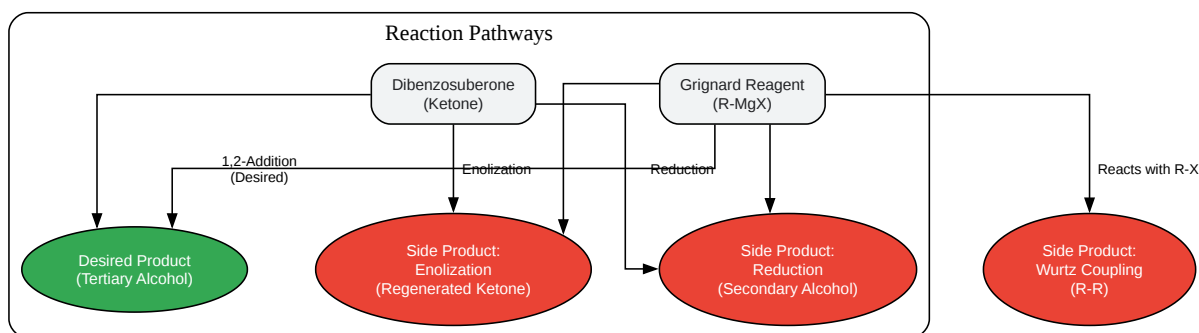 Reaction Pathways
Dibenzosuberone
(Ketone)
Grignard Reagent
(R-MgX)
1,2-Addition
(Desired)
Enolization
Reduction
Reacts with R-X
Desired Product
(Tertiary Alcohol)
Side Product:
Enolization
(Regenerated Ketone)
Side Product:
Reduction
(Secondary Alcohol)
Side Product:
Wurtz Coupling
(R-R)